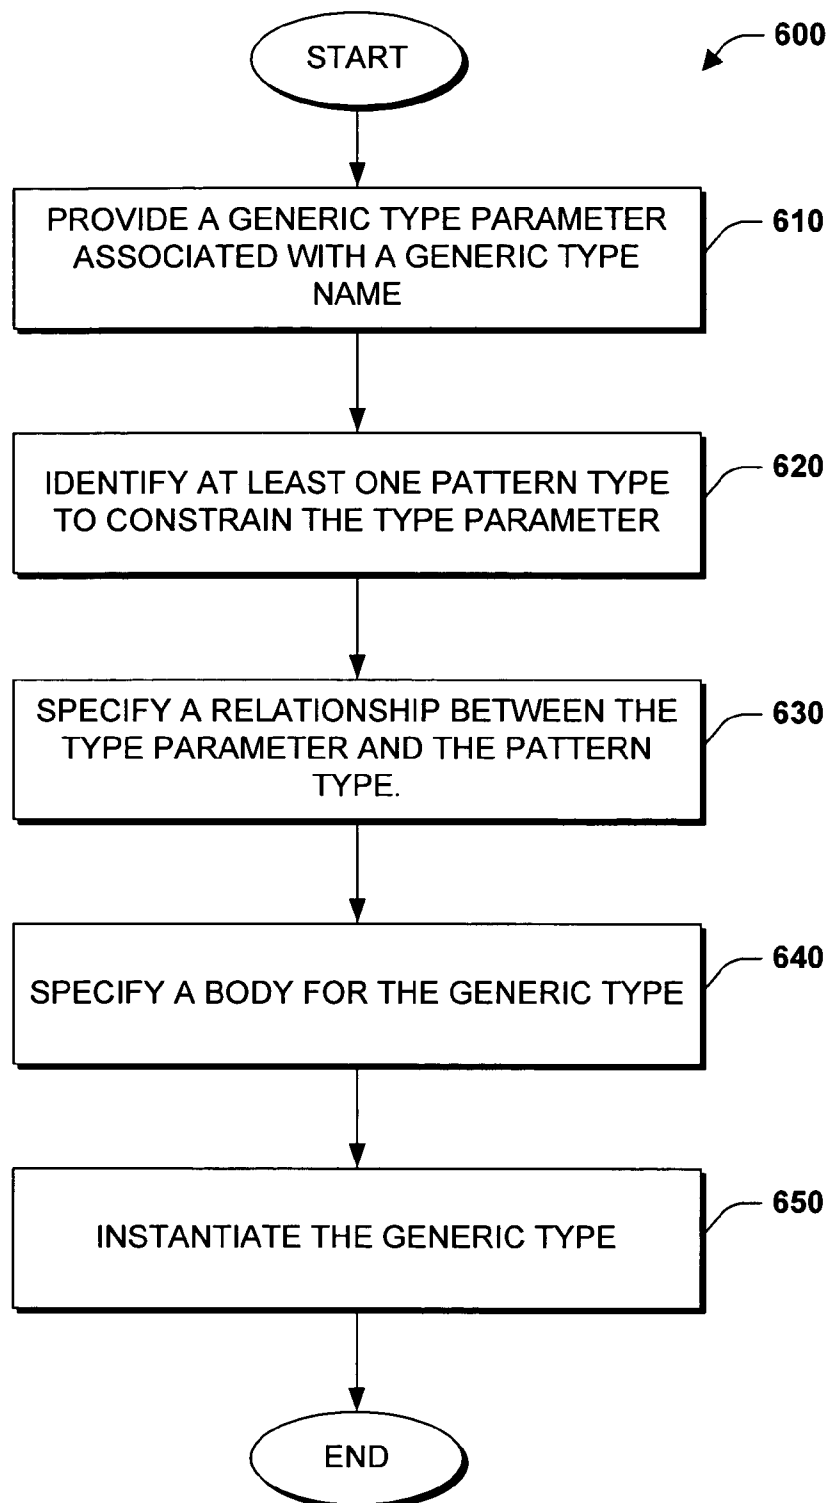 START
600
PROVIDE A GENERIC TYPE PARAMETER
ASSOCIATED WITH A GENERIC TYPE
NAME
610
IDENTIFY AT LEAST ONE PATTERN TYPE
TO CONSTRAIN THE TYPE PARAMETER
620
SPECIFY A RELATIONSHIP BETWEEN THE
TYPE PARAMETER AND THE PATTERN
TYPE.
630
SPECIFY A BODY FOR THE GENERIC TYPE
640
INSTANTIATE THE GENERIC TYPE
650
END